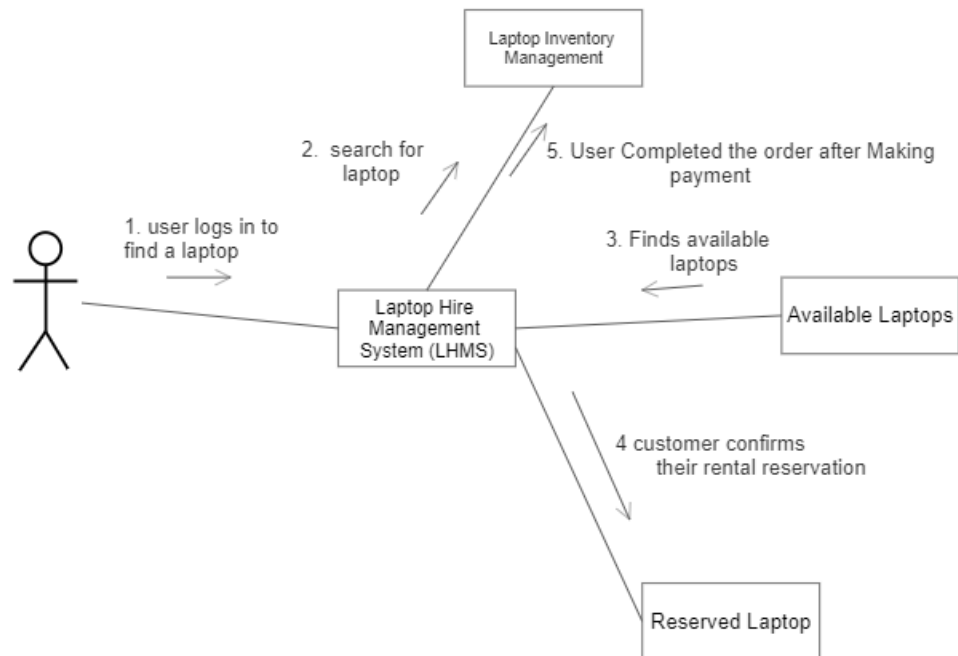 Laptop Inventory
Management
2.  search for
laptop
5. User Completed the order after Making
payment
1. user logs in to
find a laptop
3. Finds available
laptops
Laptop Hire
Management
System (LHMS)
Available Laptops
4 customer confirms
their rental reservation
Reserved Laptop